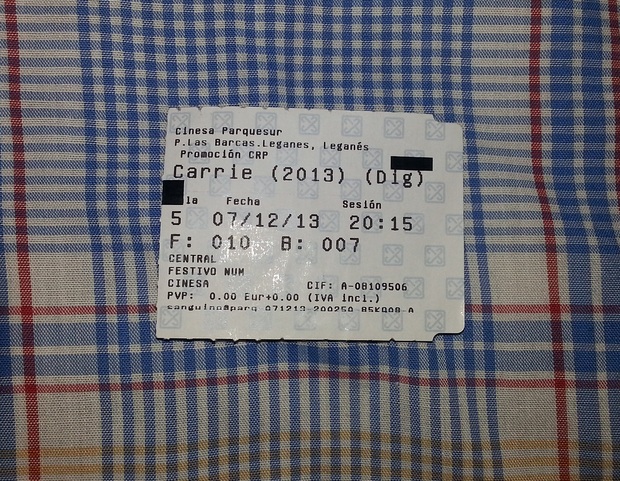 Cinesa Parquesur
P.Las Barcas.Leganes, Leganés
Promoción CRP
Carrie (2013) (Dig)
la Fecha Sesión
5 07/12/13 20:15
F: 010 B: 007
CENTRAL
FESTIVO NUM
CINESA CIF: A-08109506
PVP: 0.00 Eur+0.00 (IVA incl.)